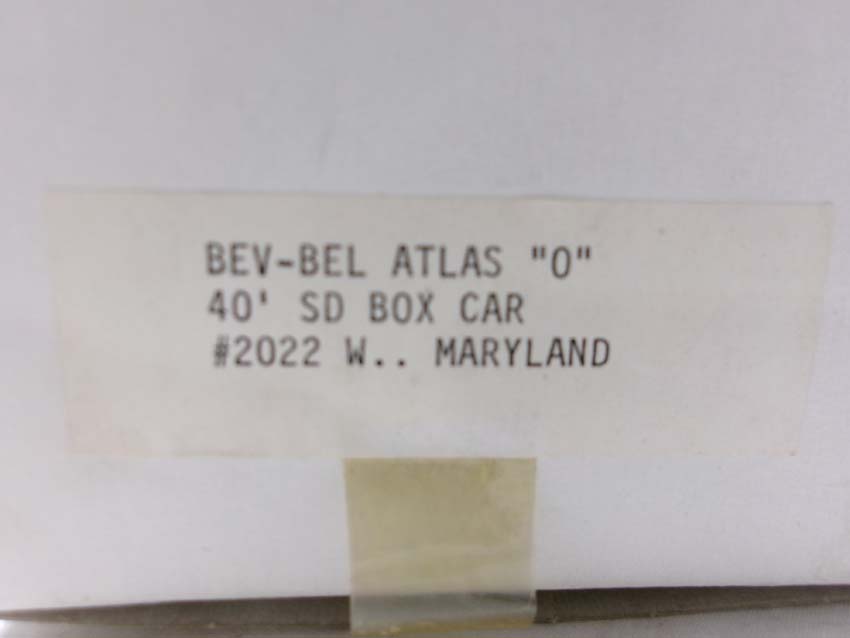 BEV-BEL ATLAS "O"
40' SD BOX CAR
#2022 W.. MARYLAND